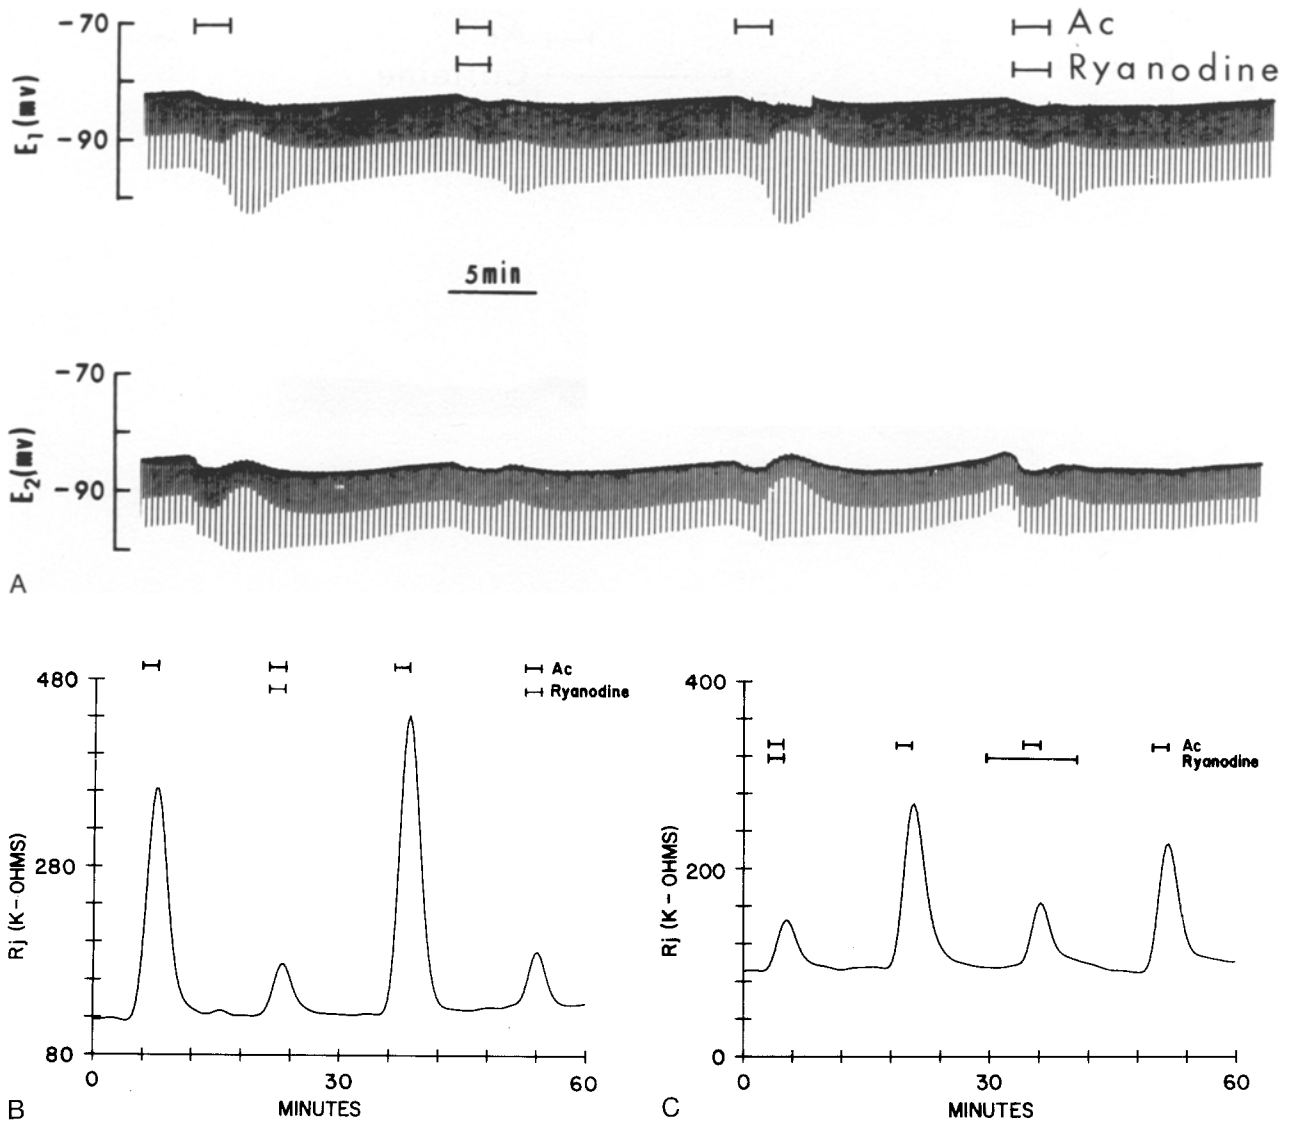 -70
Ac
Ryanodine
E1 (mv)
-90
5min
-70
E2(mv)
-90
A
480
Ac
Ryanodine
280
Rj (K-OHMS)
80
0
30
60
MINUTES
B
400
Ac
Ryanodine
200
Rj (K-OHMS)
0
0
30
60
MINUTES
C